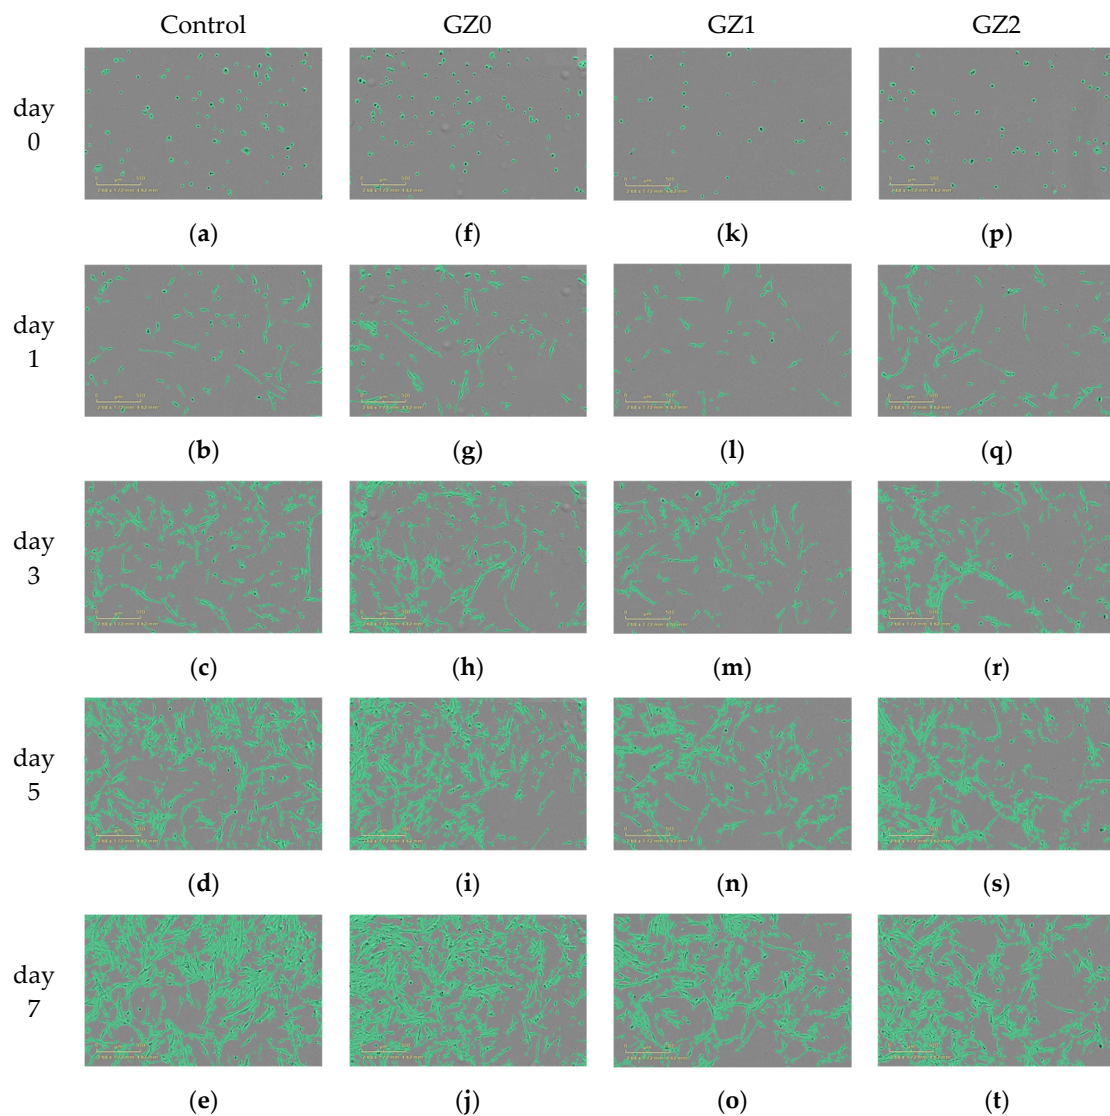 Control GZ0 GZ1 GZ2
day
0
(a) (f) (k) (p)
day
1
(b) (g) (l) (q)
day
3
(c) (h) (m) (r)
day
5
(d) (i) (n) (s)
day
7
(e) (j) (o) (t)